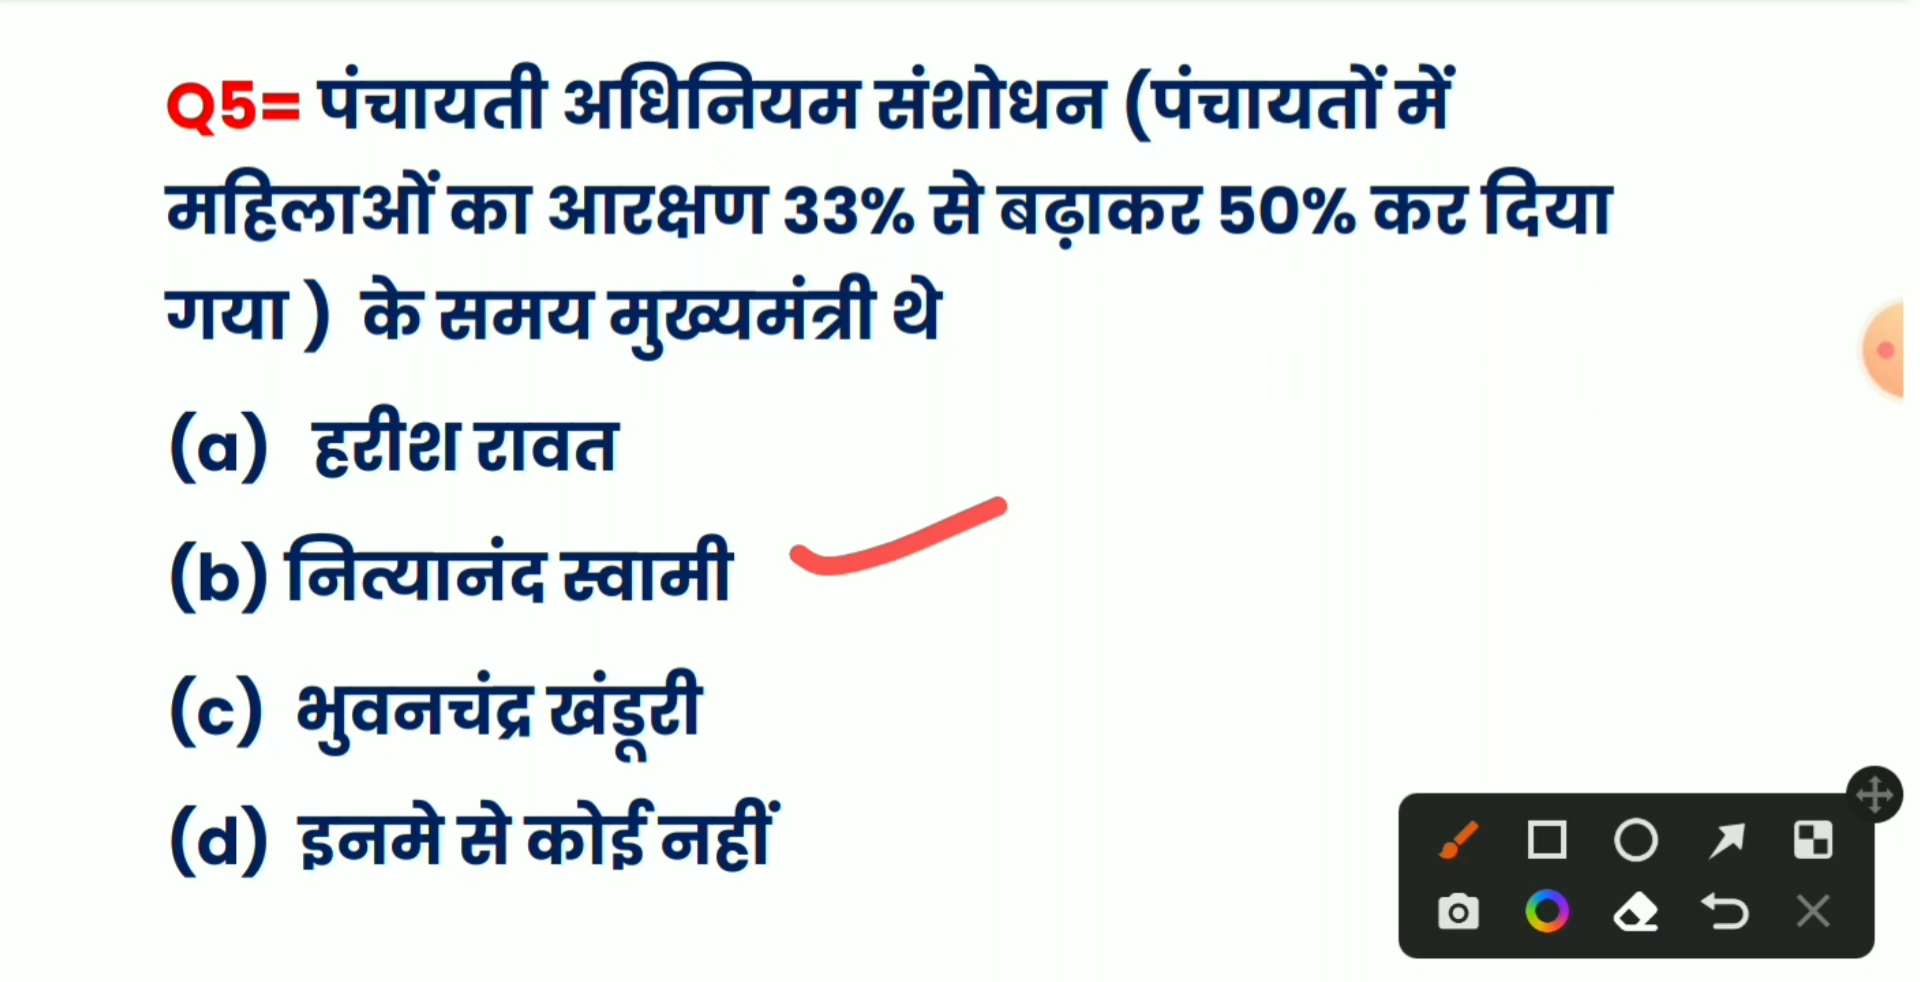 Q5= पंचायती अधिनियम संशोधन (पंचायतों में
महिलाओं का आरक्षण 33% से बढ़ाकर 50% कर दिया
गया ) के समय मुख्यमंत्री थे
(a) हरीश रावत
(b) नित्यानंद स्वामी
(c) भुवनचंद्र खंडूरी
(d) इनमे से कोई नहीं